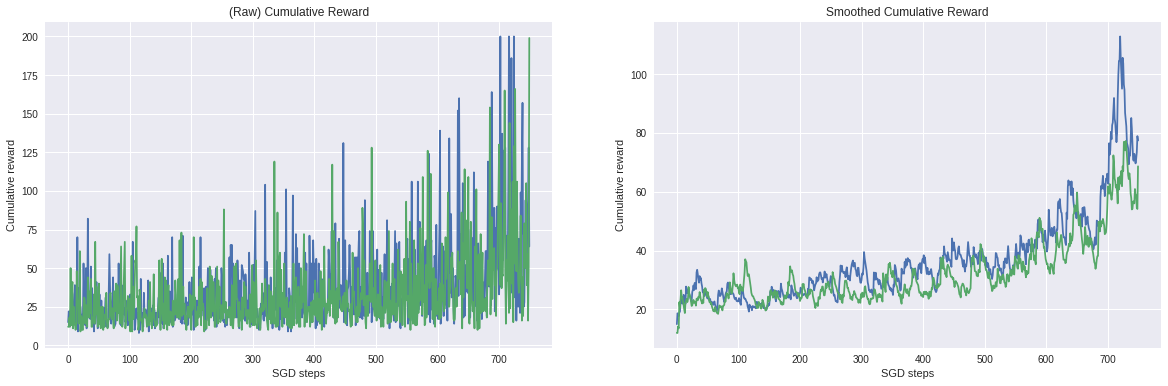 (Raw) Cumulative Reward
Cumulative reward
200
175
150
125
100
75
50
25
0
0 100 200 300 400 500 600 700
SGD steps
Smoothed Cumulative Reward
Cumulative reward
100
80
60
40
20
0 100 200 300 400 500 600 700
SGD steps